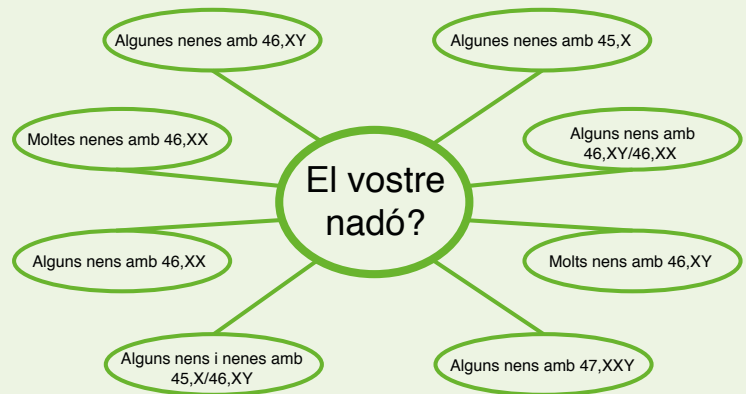 Algunes nenes amb 46,XY
Algunes nenes amb 45,X
Moltes nenes amb 46,XX
Alguns nens amb
46,XY/46,XX
El vostre
nadó?
Alguns nens amb 46,XX
Molts nens amb 46,XY
Alguns nens i nenes amb
45,X/46,XY
Alguns nens amb 47,XXY